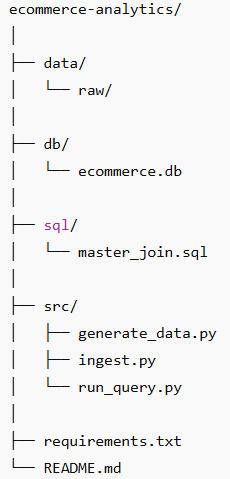 ecommerce-analytics/
│
├── data/
│   └── raw/
│
├── db/
│   └── ecommerce.db
│
├── sql/
│   └── master_join.sql
│
├── src/
│   ├── generate_data.py
│   ├── ingest.py
│   └── run_query.py
│
├── requirements.txt
└── README.md